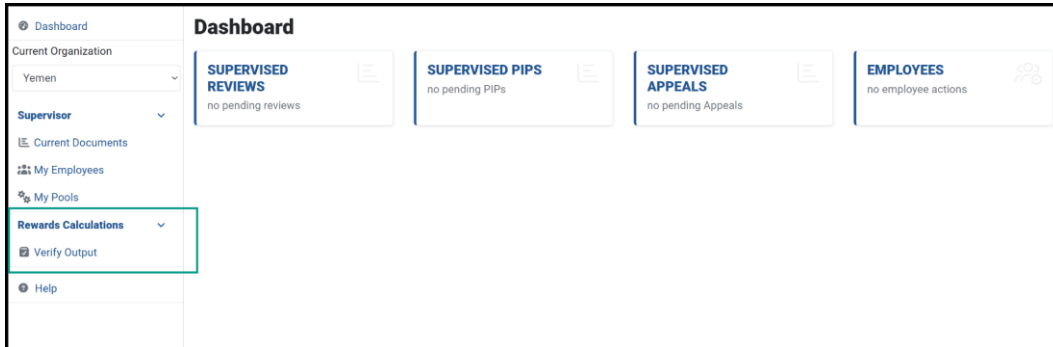 Dashboard
Current Organization
Yemen
Supervisor
Current Documents
My Employees
My Pools
Rewards Calculations
Verify Output
Help
Dashboard
SUPERVISED
REVIEWS
no pending reviews
SUPERVISED PIPS
no pending PIPs
SUPERVISED
APPEALS
no pending Appeals
EMPLOYEES
no employee actions